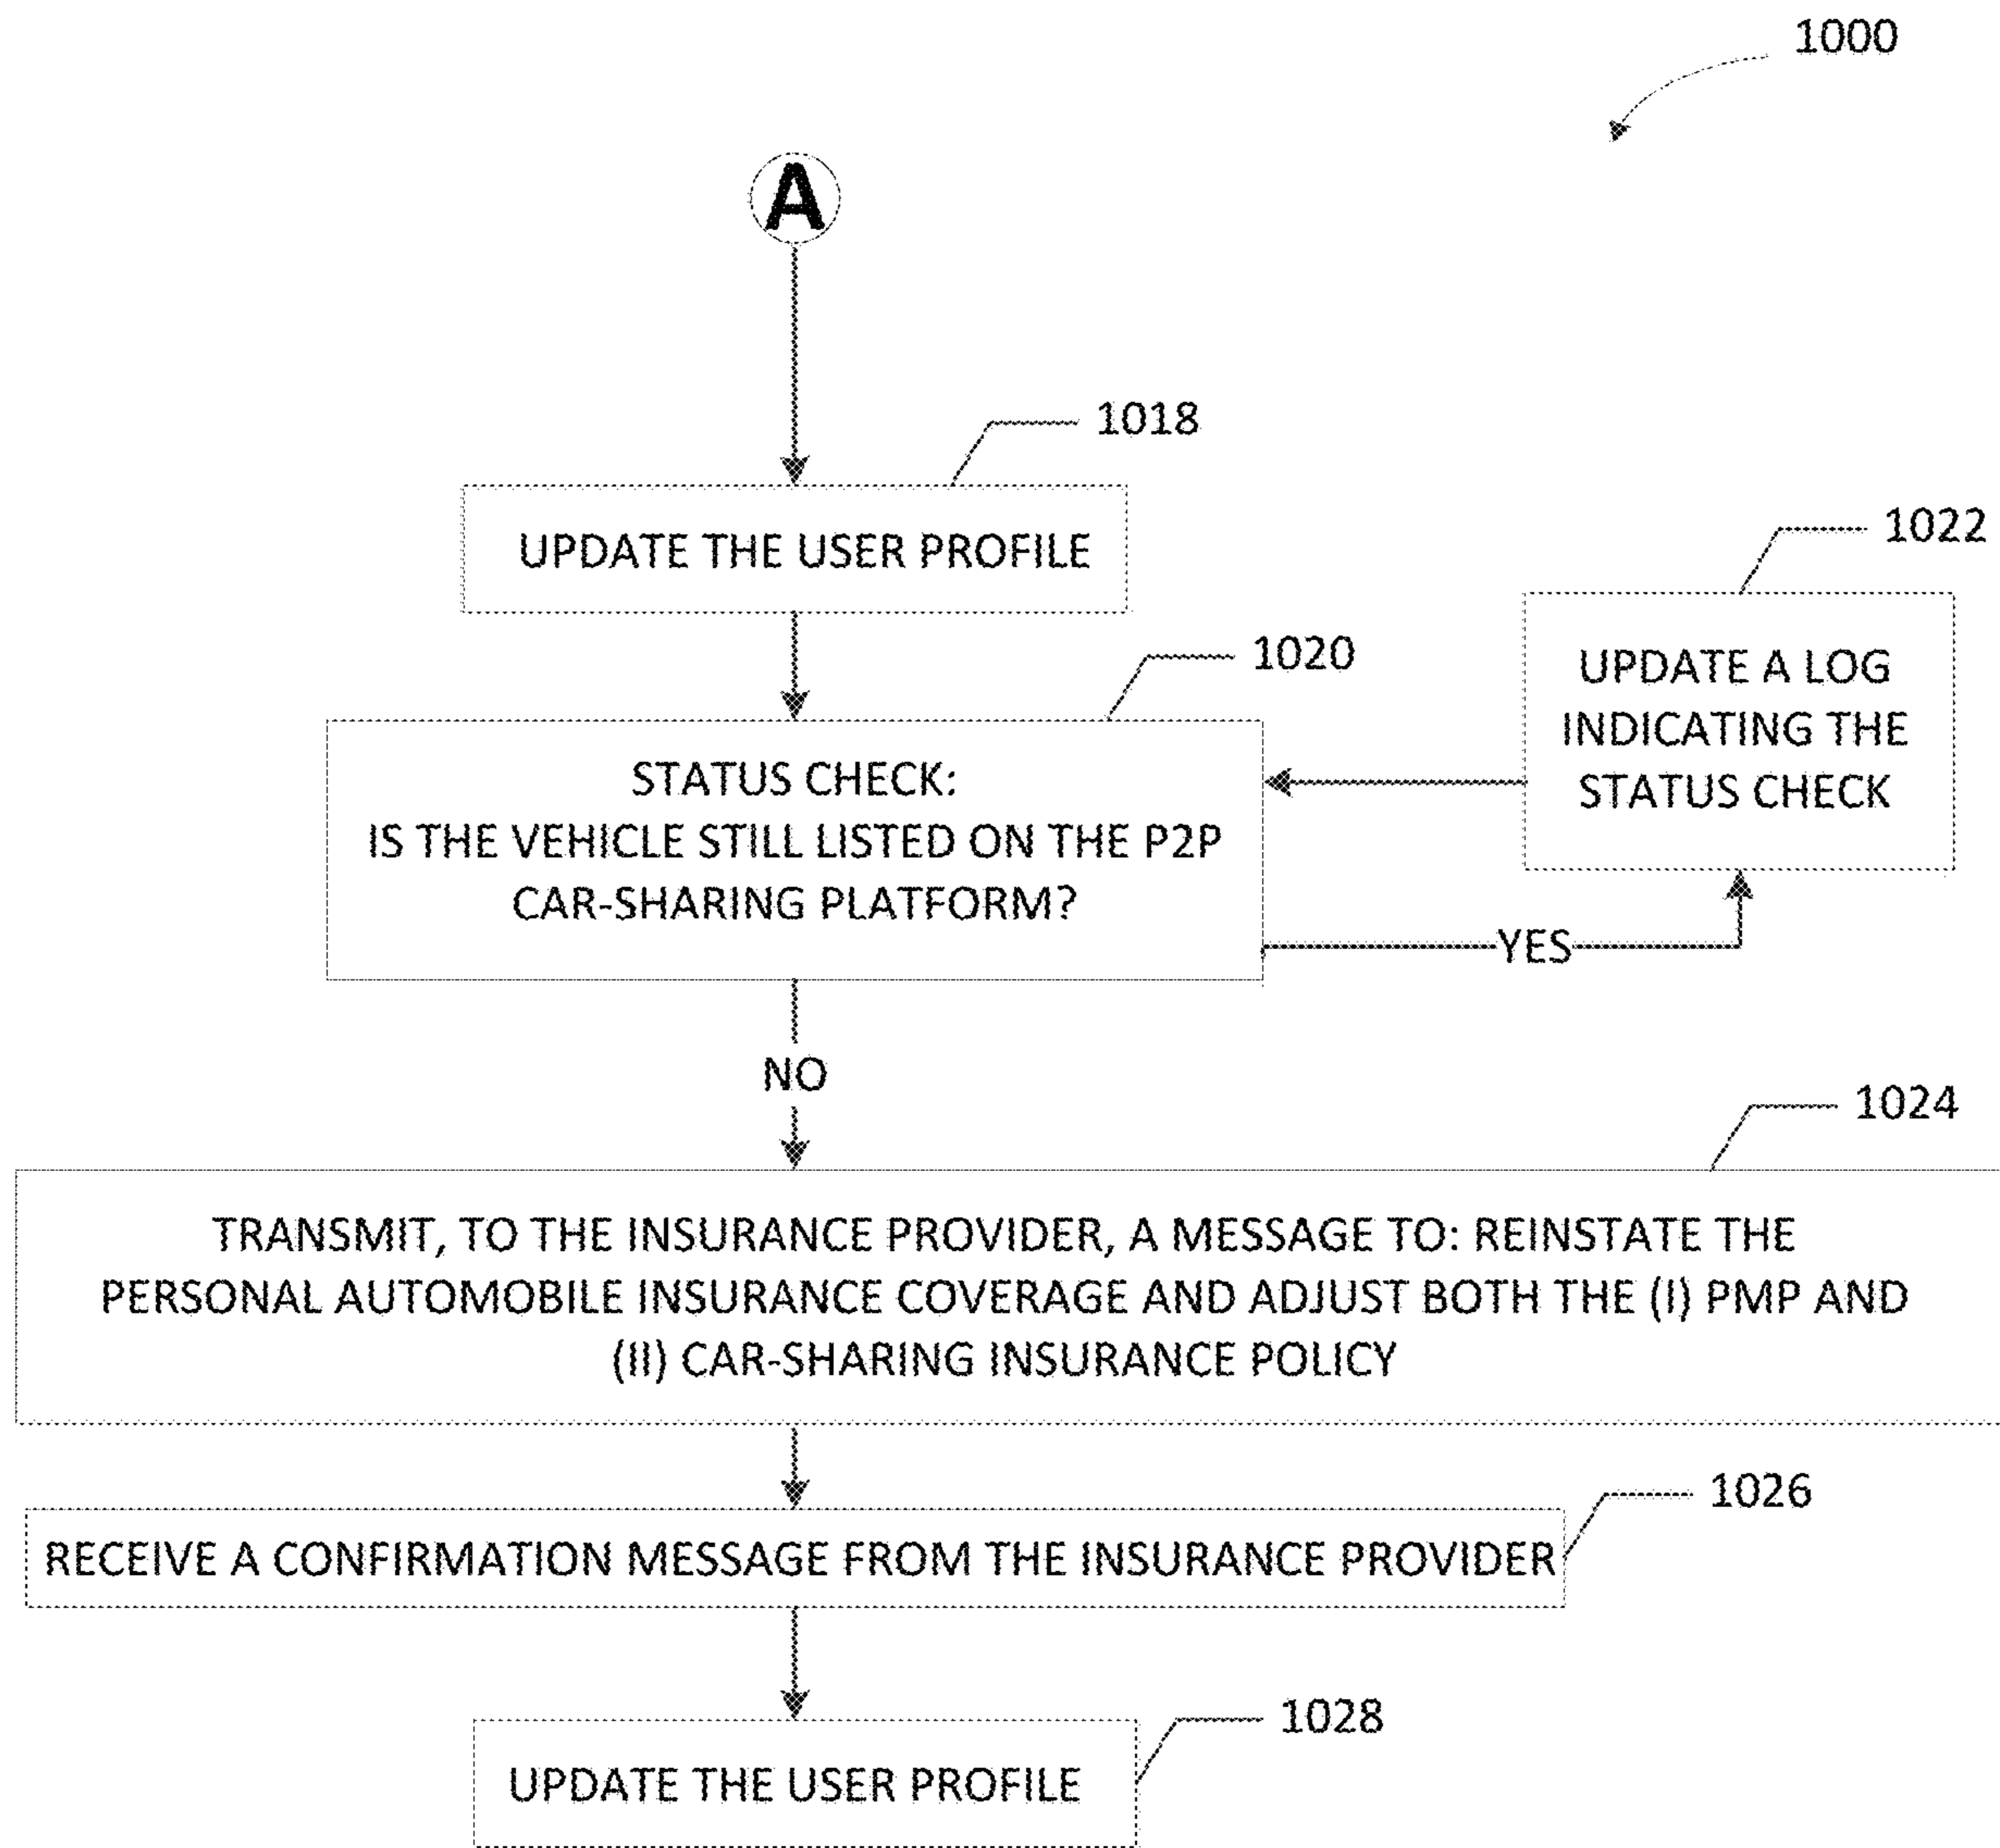 1000
A
1018
UPDATE THE USER PROFILE
1022
UPDATE A LOG
INDICATING THE
STATUS CHECK
1020
STATUS CHECK:
IS THE VEHICLE STILL LISTED ON THE P2P
CAR-SHARING PLATFORM?
YES
NO
1024
TRANSMIT, TO THE INSURANCE PROVIDER, A MESSAGE TO: REINSTATE THE
PERSONAL AUTOMOBILE INSURANCE COVERAGE AND ADJUST BOTH THE (I) PMP AND
(II) CAR-SHARING INSURANCE POLICY
1026
RECEIVE A CONFIRMATION MESSAGE FROM THE INSURANCE PROVIDER
1028
UPDATE THE USER PROFILE